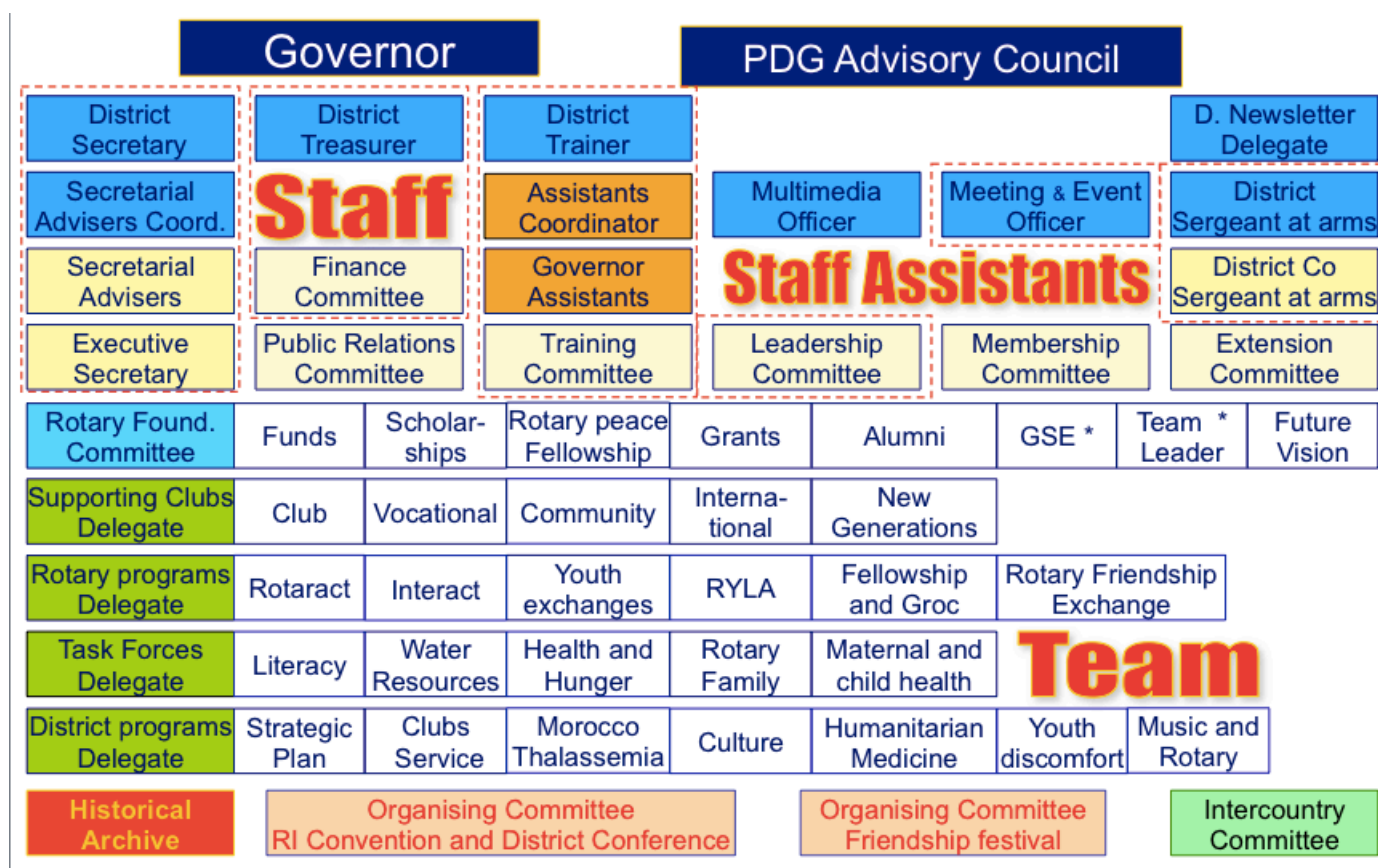 Governor
PDG Advisory Council
District
Secretary
District
Treasurer
District
Trainer
D. Newsletter
Delegate
Secretarial
Advisers Coord.
Staff
Assistants
Coordinator
Multimedia
Officer
Meeting & Event
Officer
District
Sergeant at arms
Secretarial
Advisers
Finance
Committee
Governor
Assistants
Staff Assistants
District Co
Sergeant at arms
Executive
Secretary
Public Relations
Committee
Training
Committee
Leadership
Committee
Membership
Committee
Extension
Committee
Rotary Found.
Committee
Funds
Scholar-
ships
Rotary peace
Fellowship
Grants
Alumni
GSE *
Team *
Leader
Future
Vision
Supporting Clubs
Delegate
Club
Vocational
Community
Interna-
tional
New
Generations
Rotary programs
Delegate
Rotaract
Interact
Youth
exchanges
RYLA
Fellowship
and Groc
Rotary Friendship
Exchange
Task Forces
Delegate
Literacy
Water
Resources
Health and
Hunger
Rotary
Family
Maternal and
child health
Team
District programs
Delegate
Strategic
Plan
Clubs
Service
Morocco
Thalassemia
Culture
Humanitarian
Medicine
Youth
discomfort
Music and
Rotary
Historical
Archive
Organising Committee
RI Convention and District Conference
Organising Committee
Friendship festival
Intercountry
Committee